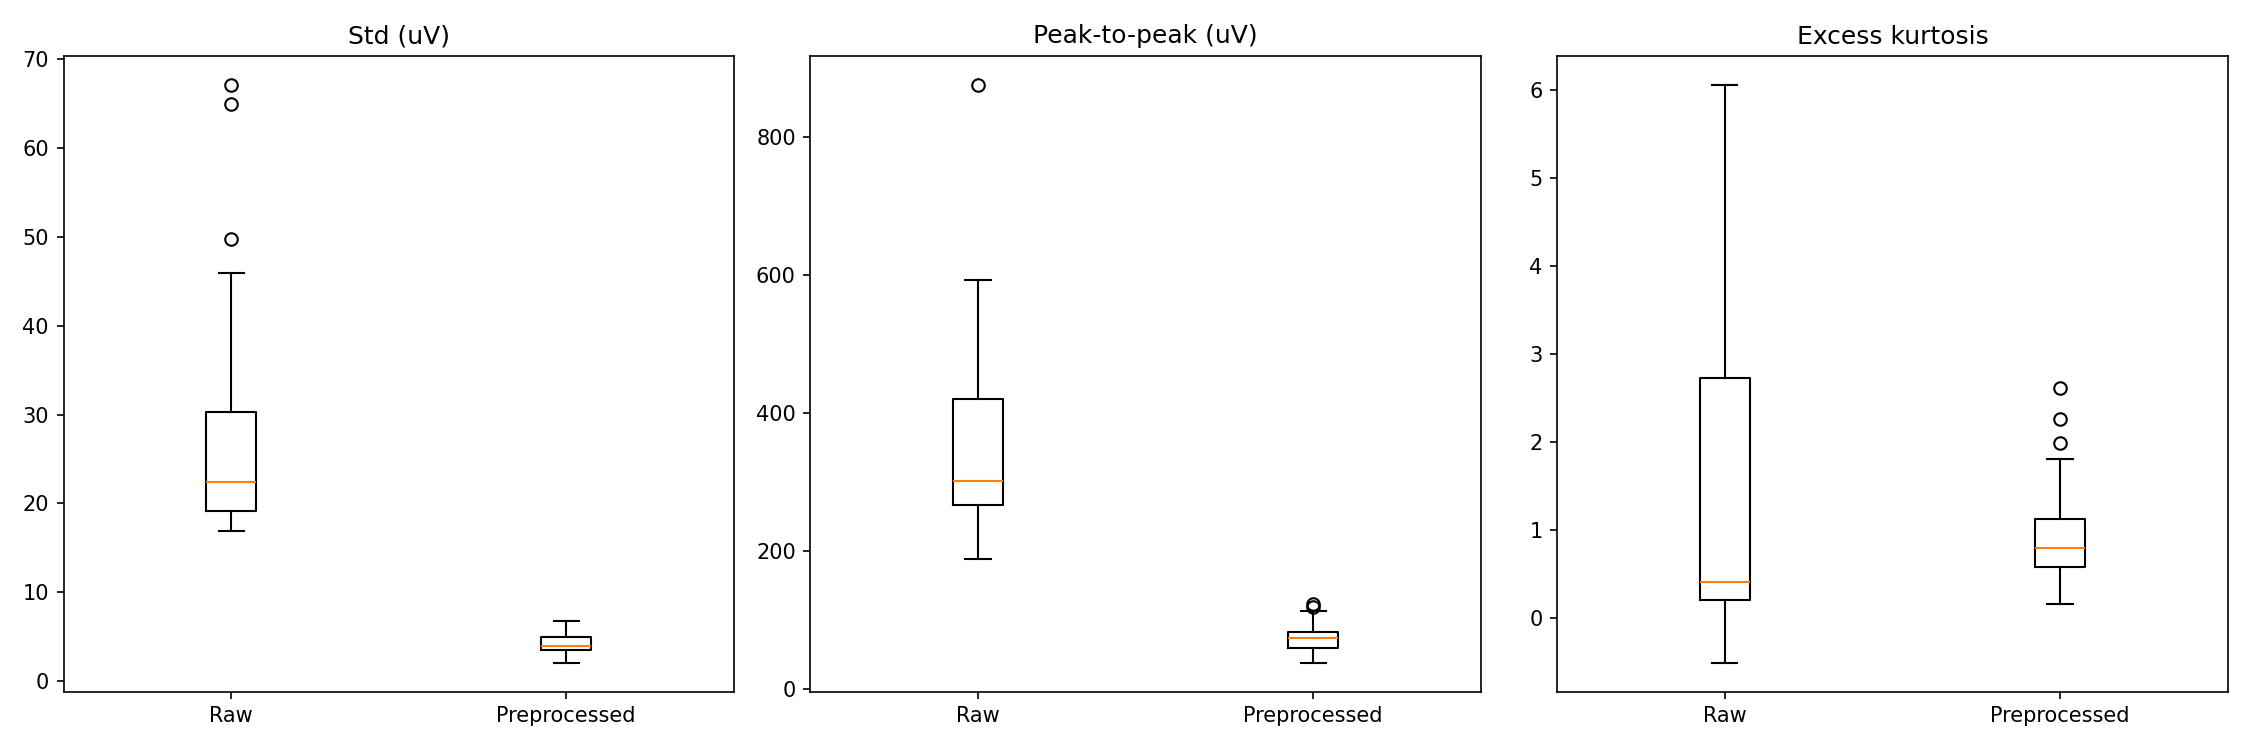 Std (uV)
70
60
50
40
30
20
10
0
Raw
Preprocessed
Peak-to-peak (uV)
800
600
400
200
0
Raw
Preprocessed
Excess kurtosis
6
5
4
3
2
1
0
Raw
Preprocessed